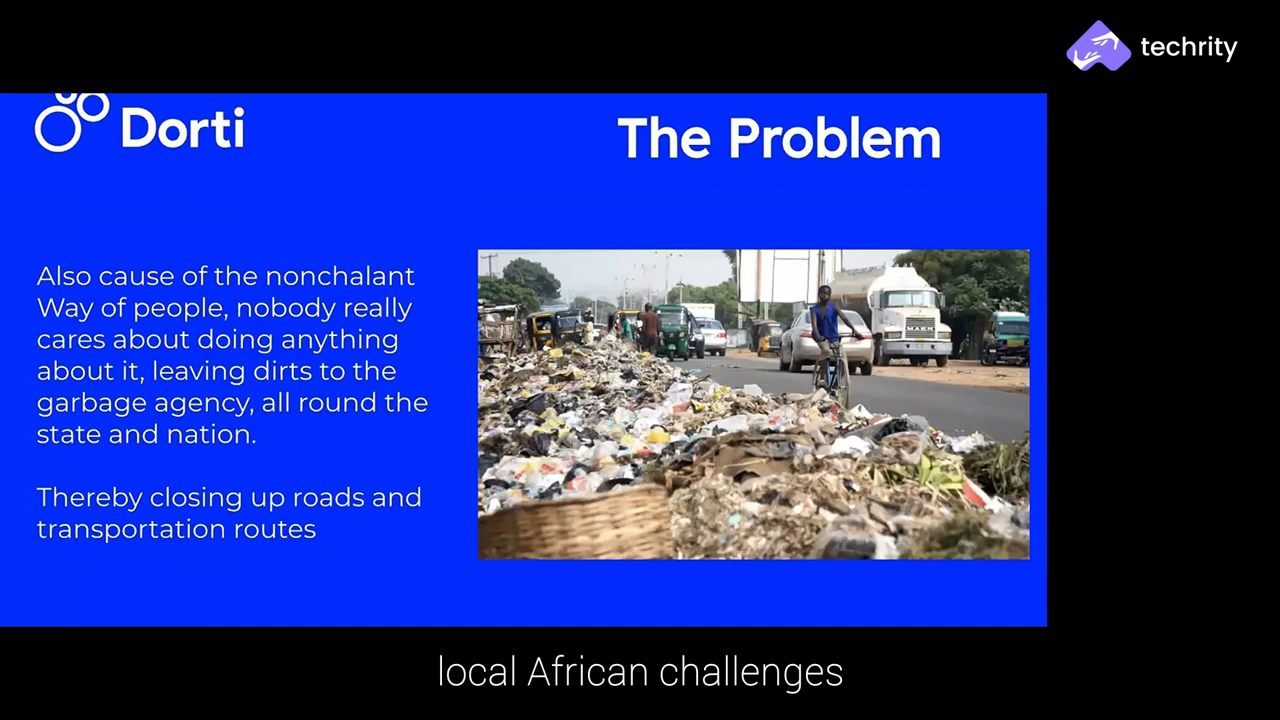 techrity
Dorti
The Problem
Also cause of the nonchalant
Way of people, nobody really
cares about doing anything
about it, leaving dirts to the
garbage agency, all round the
state and nation.
Thereby closing up roads and
transportation routes
MACK
local African challenges